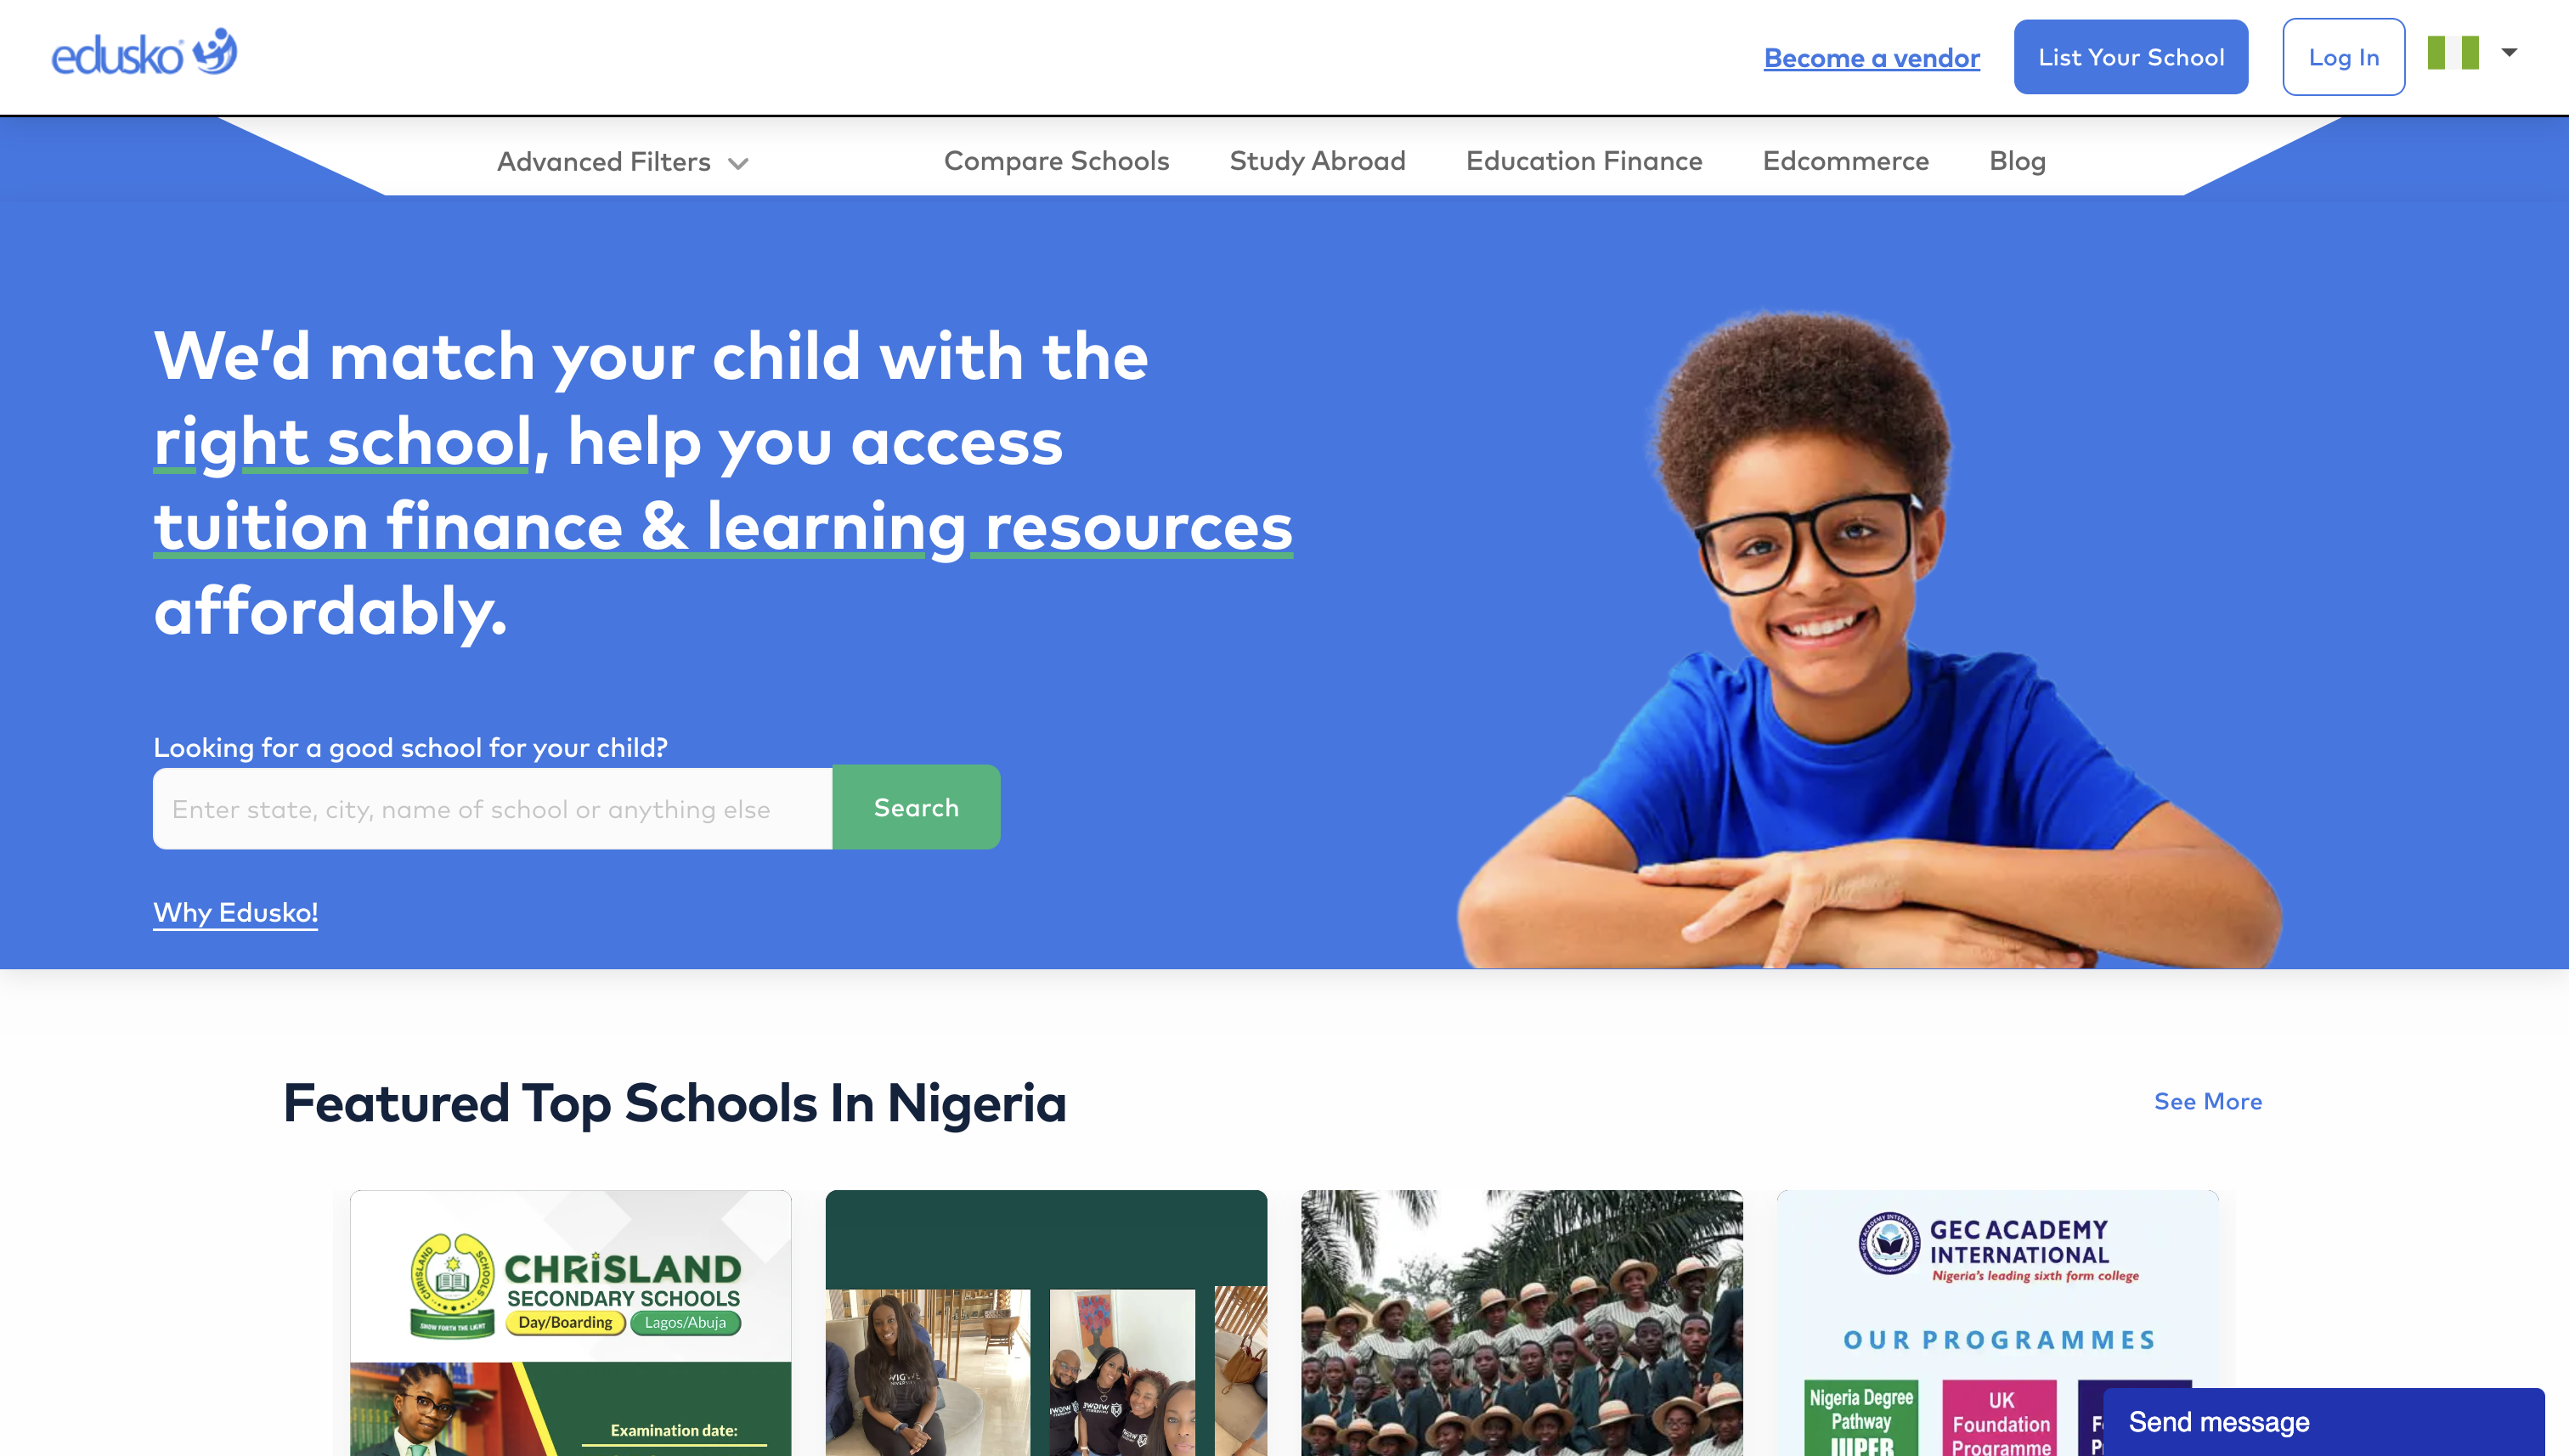 edusko
Become a vendor
List Your School
Log In
Advanced Filters
Compare Schools
Study Abroad
Education Finance
Edcommerce
Blog
We'd match your child with the
right school, help you access
tuition finance & learning resources
affordably.
Looking for a good school for your child?
Enter state, city, name of school or anything else
Search
Why Edusko!
Featured Top Schools In Nigeria
See More
CHRISLAND SCHOOLS
SHOW FORTH THE LIGHT
CHRiSLAND
SECONDARY SCHOOLS
Day/Boarding
Lagos/Abuja
Examination date:
GEC ACADEMY
INTERNATIONAL
Nigeria's leading sixth form college
OUR PROGRAMMES
Nigeria Degree
Pathway
IJUPEB
UK
Foundation
Programme
Send message